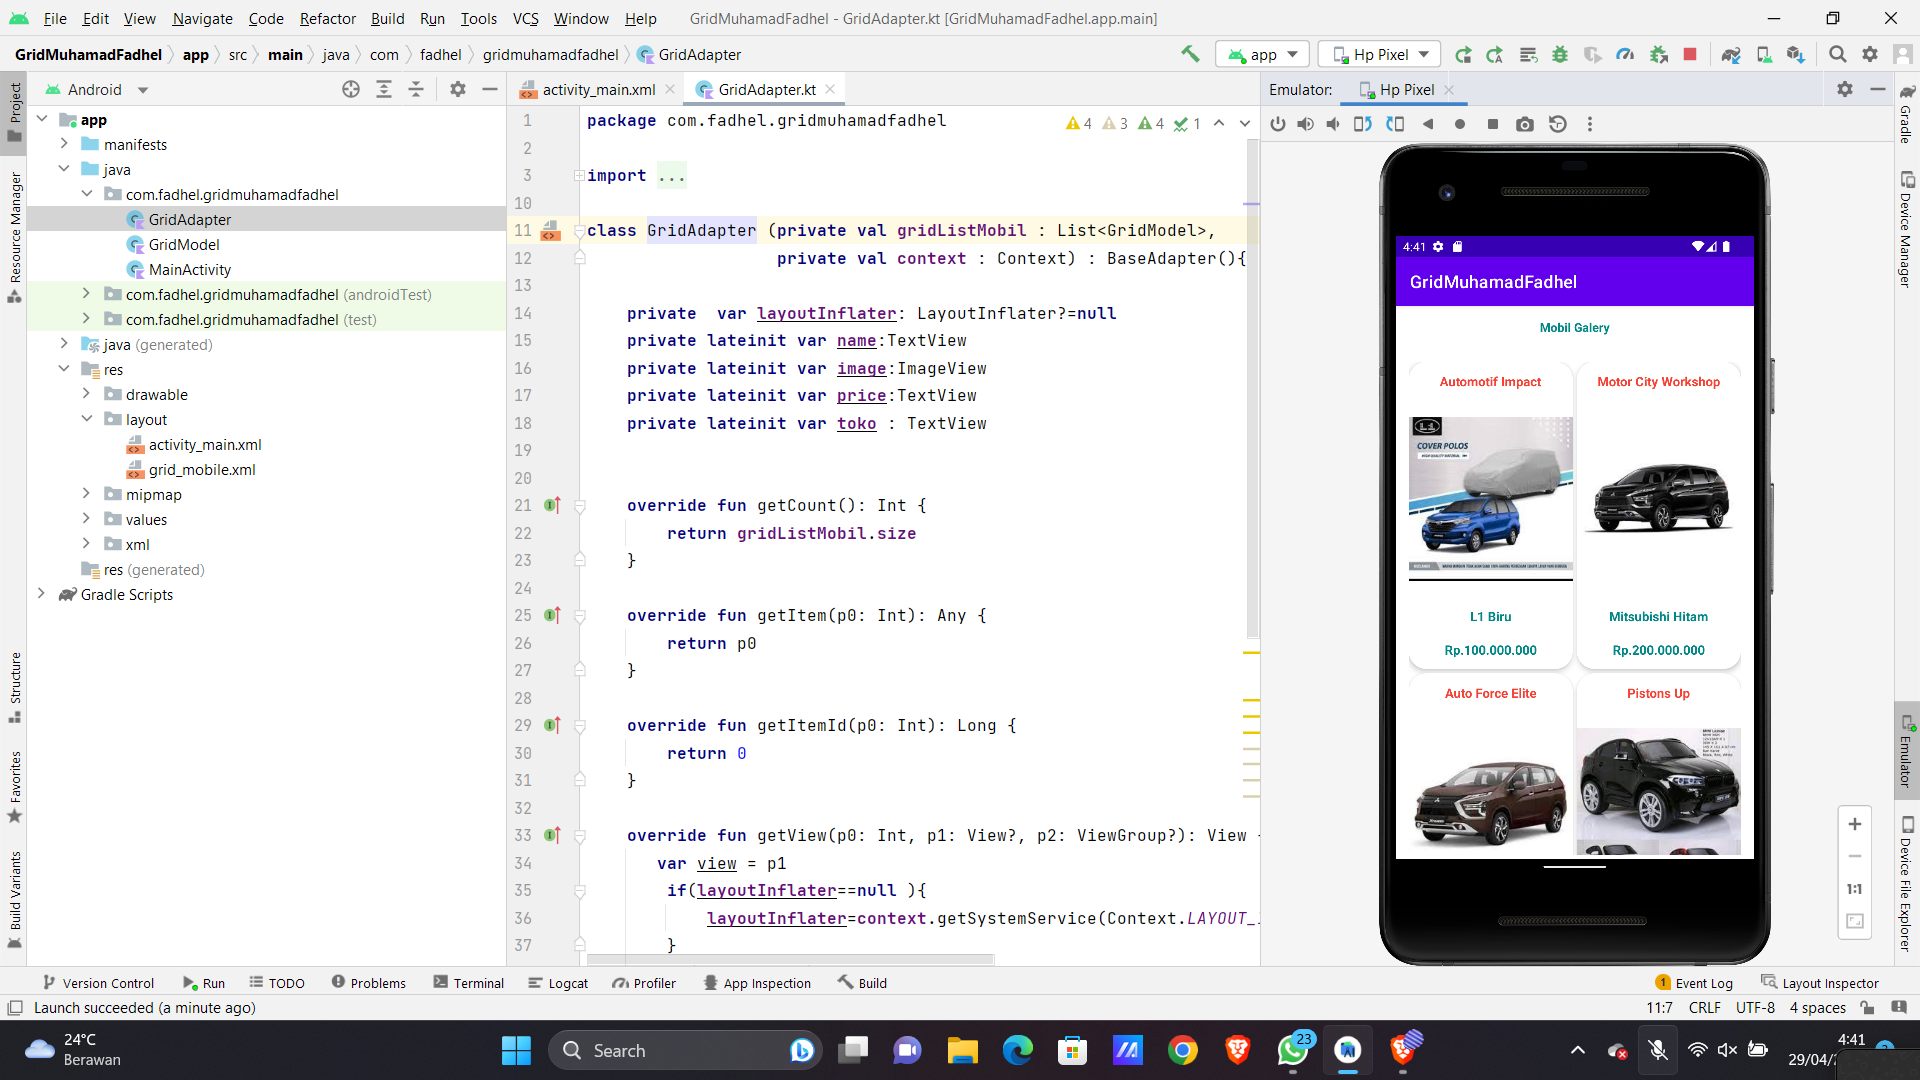 File Edit View Navigate Code Refactor Build Run Tools VCS Window Help GridMuhamadFadhel - GridAdapter.kt [GridMuhamadFadhel.app.main]
GridMuhamadFadhel app src main java com fadhel gridmuhamadfadhel GridAdapter app Hp Pixel
Android
activity_main.xml GridAdapter.kt
Emulator: Hp Pixel
Project
Resource Manager
Structure
Favorites
Build Variants
app
manifests
java
com.fadhel.gridmuhamadfadhel
GridAdapter
GridModel
MainActivity
com.fadhel.gridmuhamadfadhel (androidTest)
com.fadhel.gridmuhamadfadhel (test)
java (generated)
res
drawable
layout
activity_main.xml
grid_mobile.xml
mipmap
values
xml
res (generated)
Gradle Scripts
4 3 4 1
1 package com.fadhel.gridmuhamadfadhel
2
3 import ...
10
11 class GridAdapter (private val gridListMobil : List<GridModel>,
12 private val context : Context) : BaseAdapter(){
13
14 private  var layoutInflater: LayoutInflater?=null
15 private lateinit var name:TextView
16 private lateinit var image:ImageView
17 private lateinit var price:TextView
18 private lateinit var toko : TextView
19
20
21 override fun getCount(): Int {
22 return gridListMobil.size
23 }
24
25 override fun getItem(p0: Int): Any {
26 return p0
27 }
28
29 override fun getItemId(p0: Int): Long {
30 return 0
31 }
32
33 override fun getView(p0: Int, p1: View?, p2: ViewGroup?): View
34 var view = p1
35 if(layoutInflater==null ){
36 layoutInflater=context.getSystemService(Context.LAYOUT_
37 }
4:41
GridMuhamadFadhel
Mobil Galery
Automotif Impact
L1
COVER POLOS
HIGH QUALITY MATERIAL
L1 Biru
Rp.100.000.000
Motor City Workshop
Mitsubishi Hitam
Rp.200.000.000
Auto Force Elite
Pistons Up
1:1
Gradle
Device Manager
Emulator
Device File Explorer
Version Control Run TODO Problems Terminal Logcat Profiler App Inspection Build 1 Event Log Layout Inspector
Launch succeeded (a minute ago) 11:7 CRLF UTF-8 4 spaces
24°C
Berawan
Search
23
4:41
29/04/